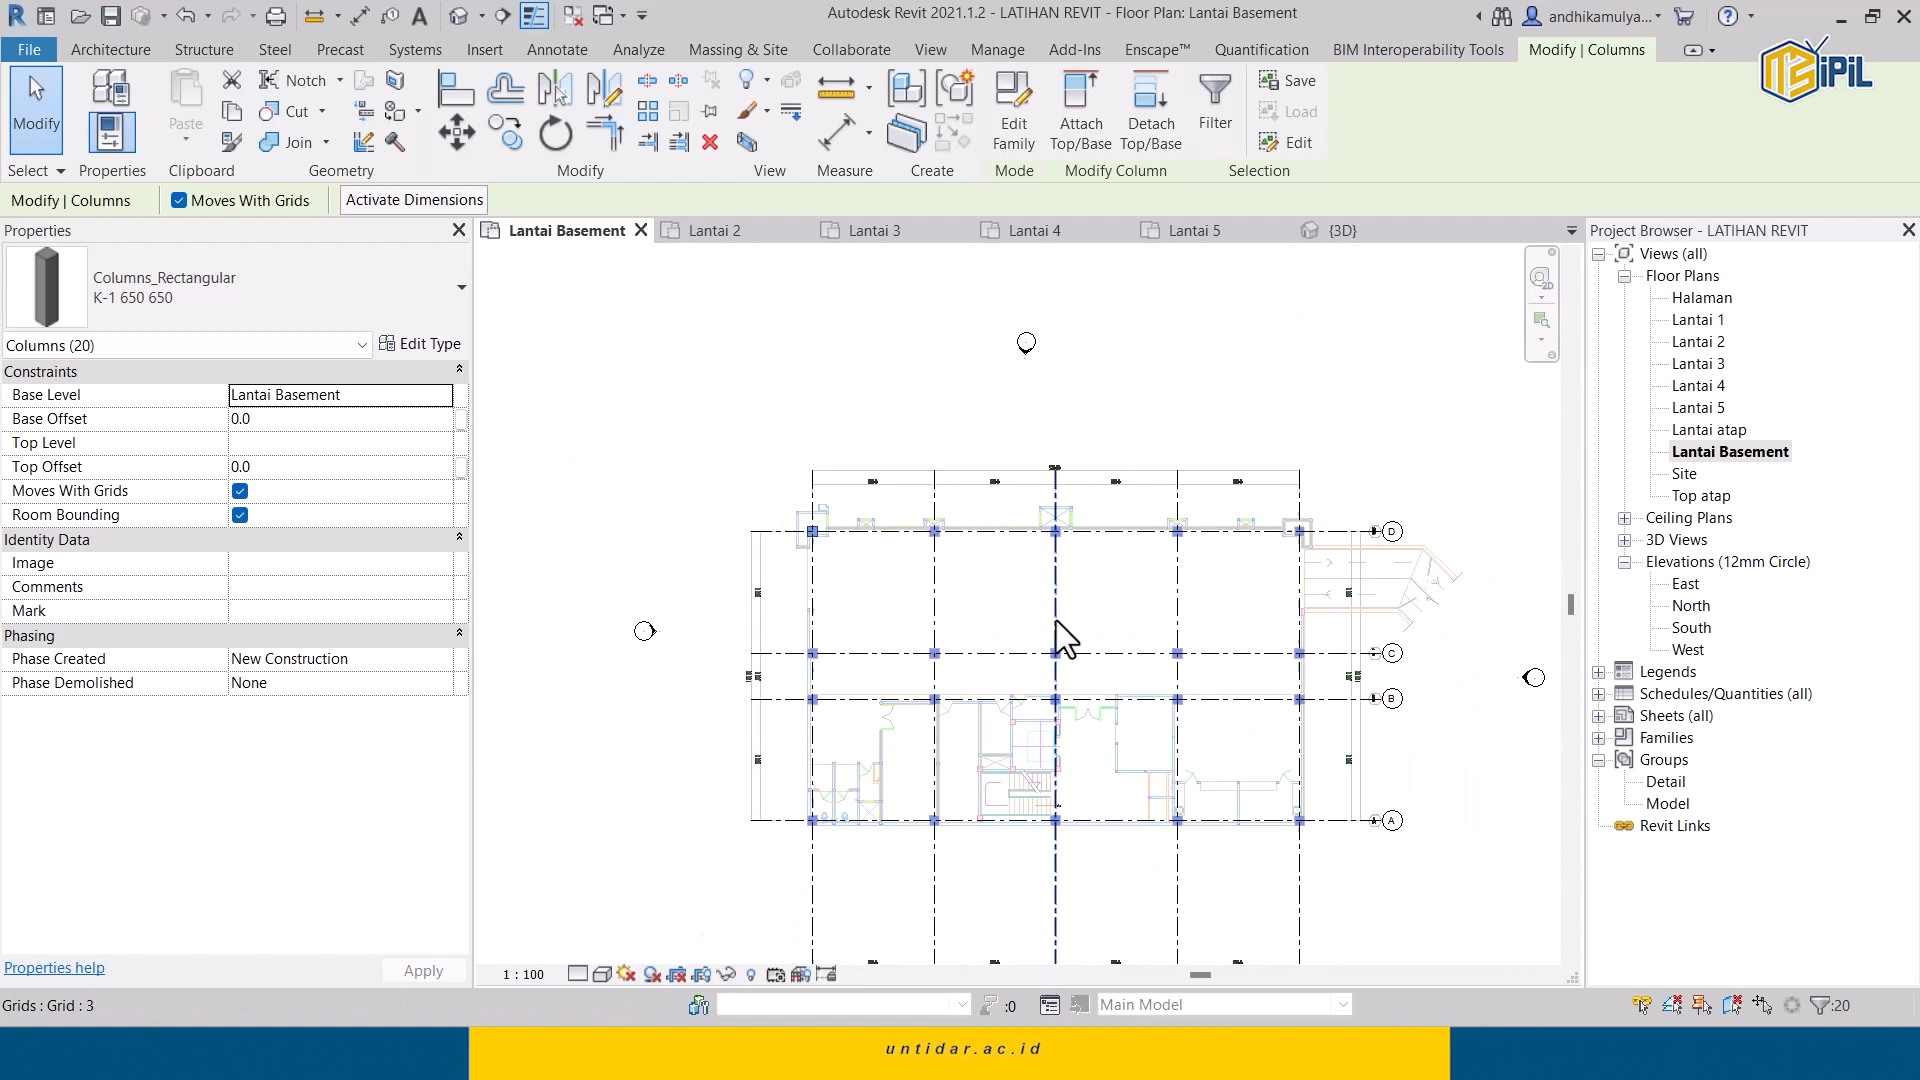 Autodesk Revit 2021.1.2 - LATIHAN REVIT - Floor Plan: Lantai Basement
andhikamulya...
File Architecture Structure Steel Precast Systems Insert Annotate Analyze Massing & Site Collaborate View Manage Add-Ins Enscape™ Quantification BIM Interoperability Tools Modify | Columns
Modify
Paste
Notch
Cut
Join
Edit Family
Attach Top/Base
Detach Top/Base
Filter
Save
Load
Edit
Select Properties Clipboard Geometry Modify View Measure Create Mode Modify Column Selection
Modify | Columns Moves With Grids Activate Dimensions
Properties
Columns_Rectangular
K-1 650 650
Columns (20) Edit Type
Constraints
Base Level Lantai Basement
Base Offset 0.0
Top Level
Top Offset 0.0
Moves With Grids
Room Bounding
Identity Data
Image
Comments
Mark
Phasing
Phase Created New Construction
Phase Demolished None
Properties help Apply
Lantai Basement Lantai 2 Lantai 3 Lantai 4 Lantai 5 {3D}
2D
D
C
B
A
1 : 100
Project Browser - LATIHAN REVIT
Views (all)
Floor Plans
Halaman
Lantai 1
Lantai 2
Lantai 3
Lantai 4
Lantai 5
Lantai atap
Lantai Basement
Site
Top atap
Ceiling Plans
3D Views
Elevations (12mm Circle)
East
North
South
West
Legends
Schedules/Quantities (all)
Sheets (all)
Families
Groups
Detail
Model
Revit Links
Grids : Grid : 3 :0 Main Model :20
untidar.ac.id